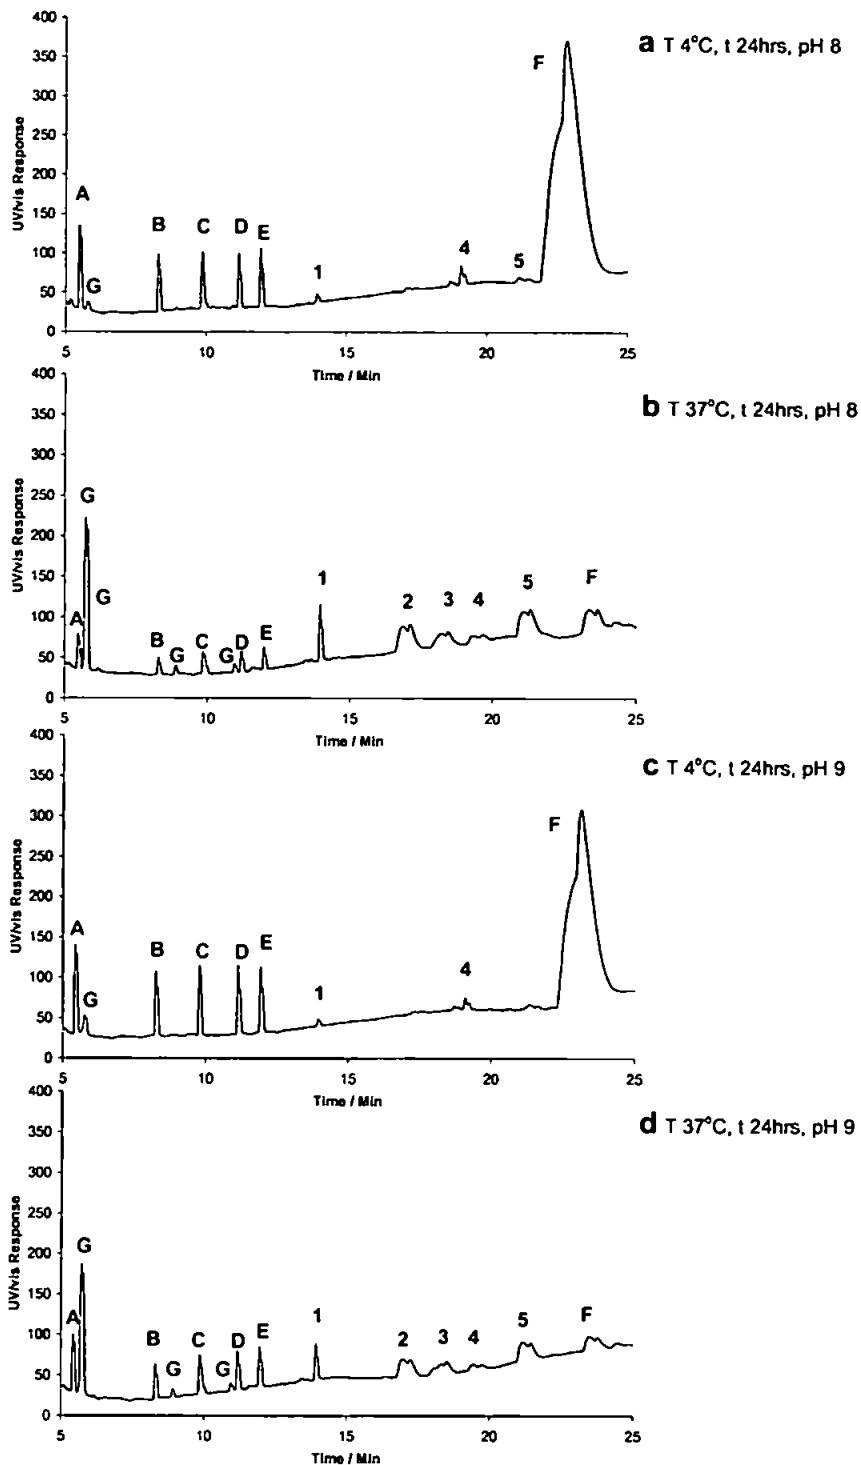 a T 4°C, t 24hrs, pH 8
400
350
300
250
200
150
100
50
0
UV/vis Response
A
G
B
C
D
E
1
4
5
F
5
10
15
20
25
Time / Min
b T 37°C, t 24hrs, pH 8
400
350
300
250
200
150
100
50
0
UV/vis Response
G
G
A
B
G
C
G
D
E
1
2
3
4
5
F
5
10
15
20
25
Time / Min
c T 4°C, t 24hrs, pH 9
400
350
300
250
200
150
100
50
0
UV/vis Response
A
G
B
C
D
E
1
4
F
5
10
15
20
25
Time / Min
d T 37°C, t 24hrs, pH 9
400
350
300
250
200
150
100
50
0
UV/vis Response
G
A
B
G
C
G
D
E
1
2
3
4
5
F
5
10
15
20
25
Time / Min